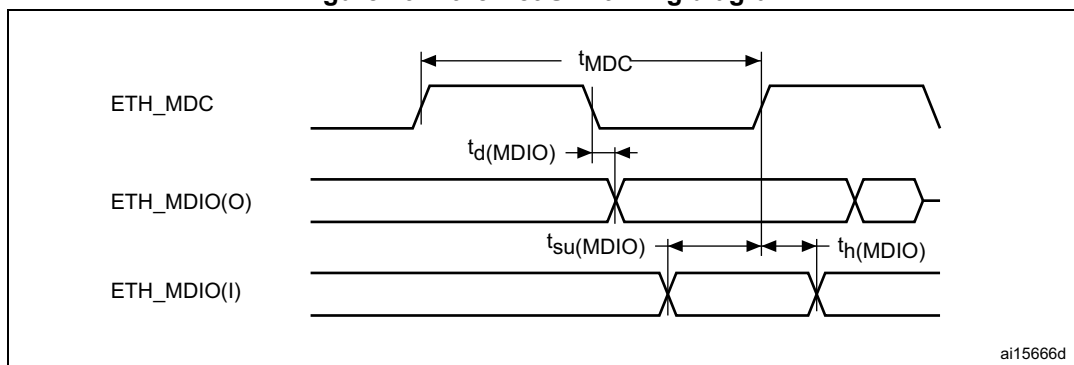 tMDC
ETH_MDC
td(MDIO)
ETH_MDIO(O)
tsu(MDIO)
th(MDIO)
ETH_MDIO(I)
ai15666d